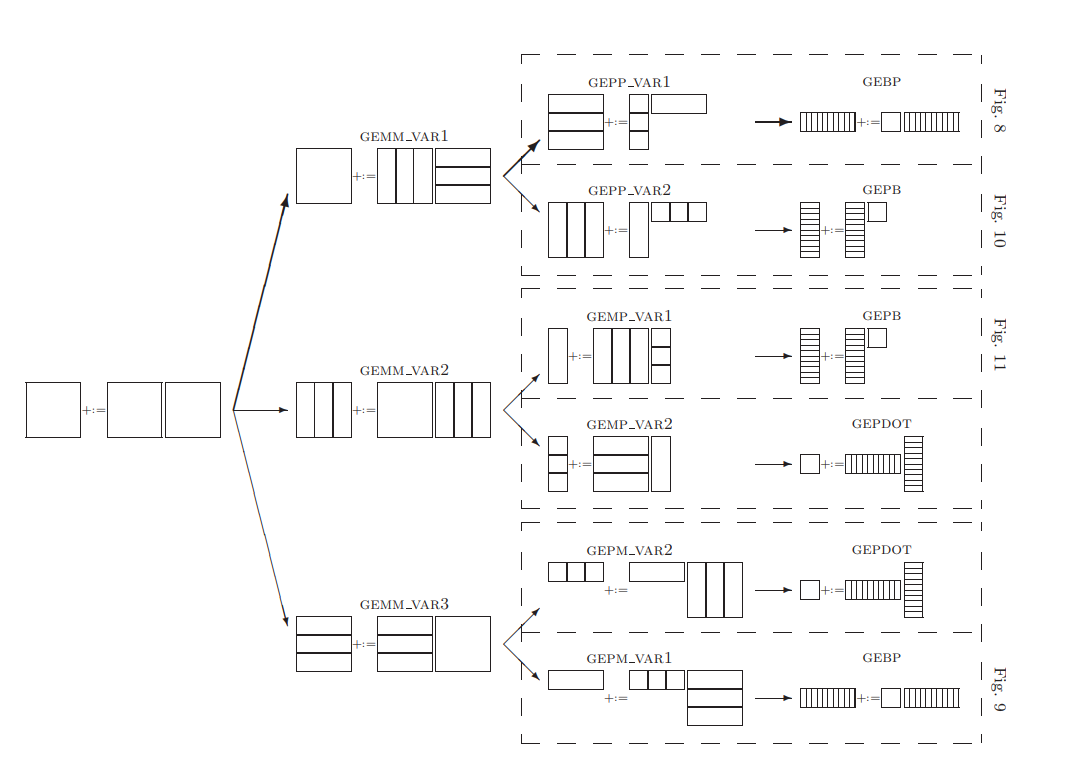 GEPP_VAR1 GEBP
+:= +:=
Fig. 8
GEMM_VAR1
+:=
GEPP_VAR2 GEPB
+:= +:=
Fig. 10
GEMP_VAR1 GEPB
+:= +:=
Fig. 11
GEMM_VAR2
+:= +:=
GEMP_VAR2 GEPDOT
+:= +:=
GEPM_VAR2 GEPDOT
+:= +:=
GEMM_VAR3
+:=
GEPM_VAR1 GEBP
+:= +:=
Fig. 9